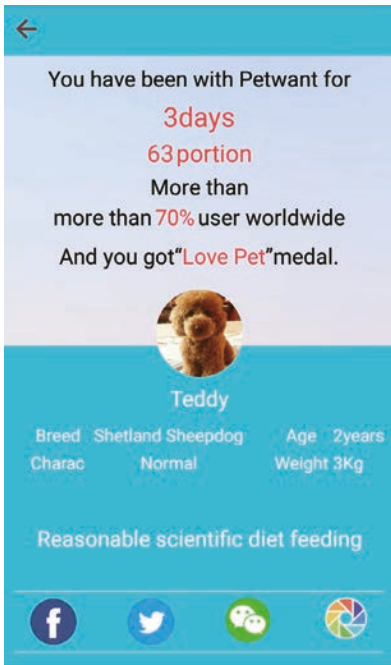 You have been with Petwant for
3days
63portion
More than
more than 70% user worldwide
And you got“Love Pet”medal.
Teddy
Breed Shetland Sheepdog Age 2years
Charac Normal Weight 3Kg
Reasonable scientific diet feeding